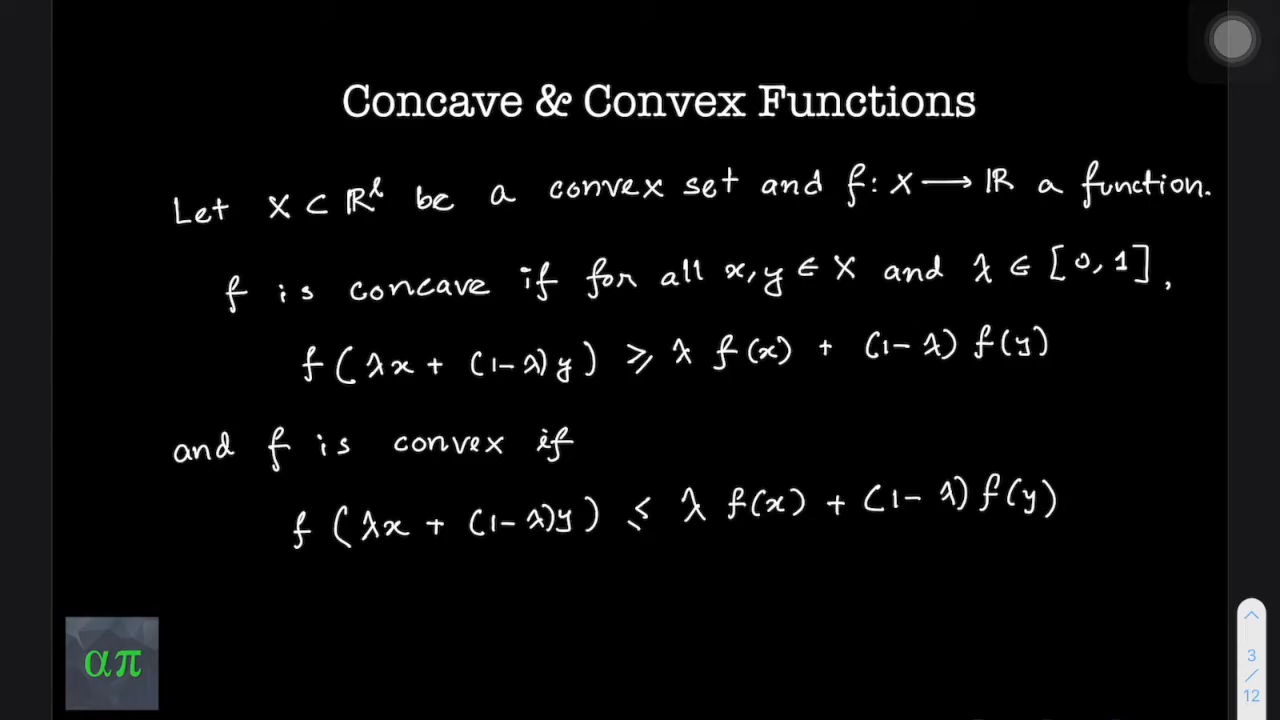 Concave & Convex Functions
Let X ⊂ ℝˡ be a convex set and f: X ⟶ ℝ a function.
f is concave if for all x, y ∈ X and λ ∈ [0, 1],
f(λx + (1-λ)y) ⩾ λ f(x) + (1-λ) f(y)
and f is convex if
f(λx + (1-λ)y) ⩽ λ f(x) + (1-λ) f(y)
απ
3
/
12